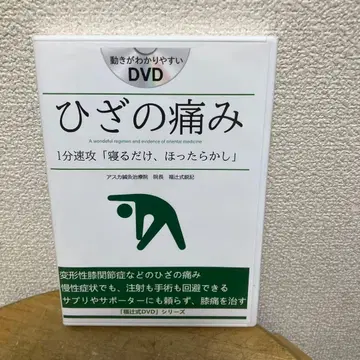 動きがわかりやすい
DVD
ひざの痛み
A wonderful regimen and evidence of oriental medicine
1分速攻「寝るだけ、ほったらかし」
アスカ鍼灸治療院 院長 福辻式鋭記
変形性膝関節症などのひざの痛み
慢性症状でも、注射も手術も回避できる
サプリやサポーターにも頼らず、膝痛を治す
「福辻式DVD」シリーズ